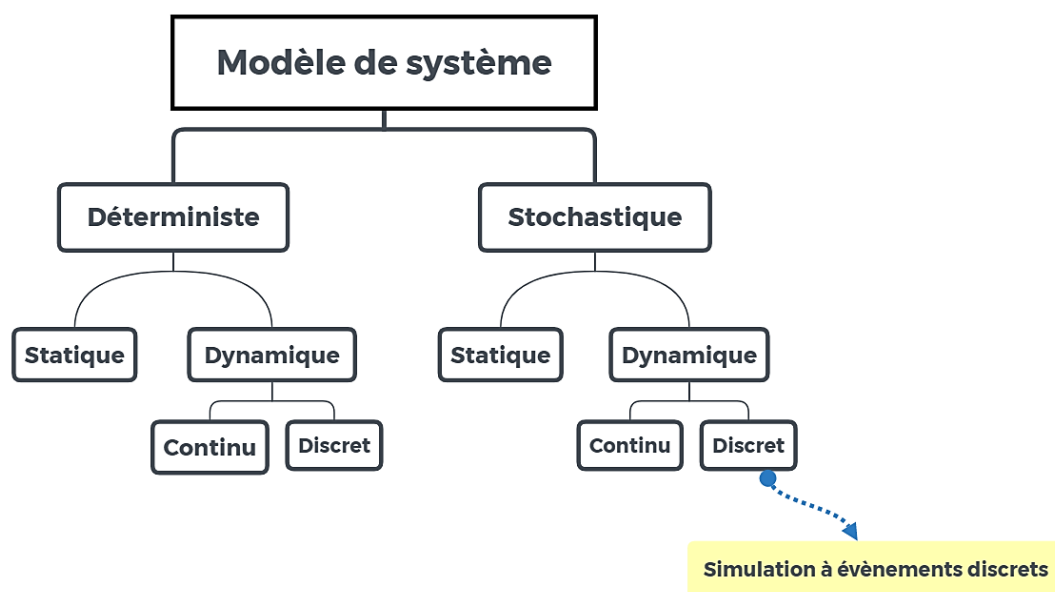 Modèle de système
Déterministe
Stochastique
Statique
Dynamique
Statique
Dynamique
Continu
Discret
Continu
Discret
Simulation à évènements discrets